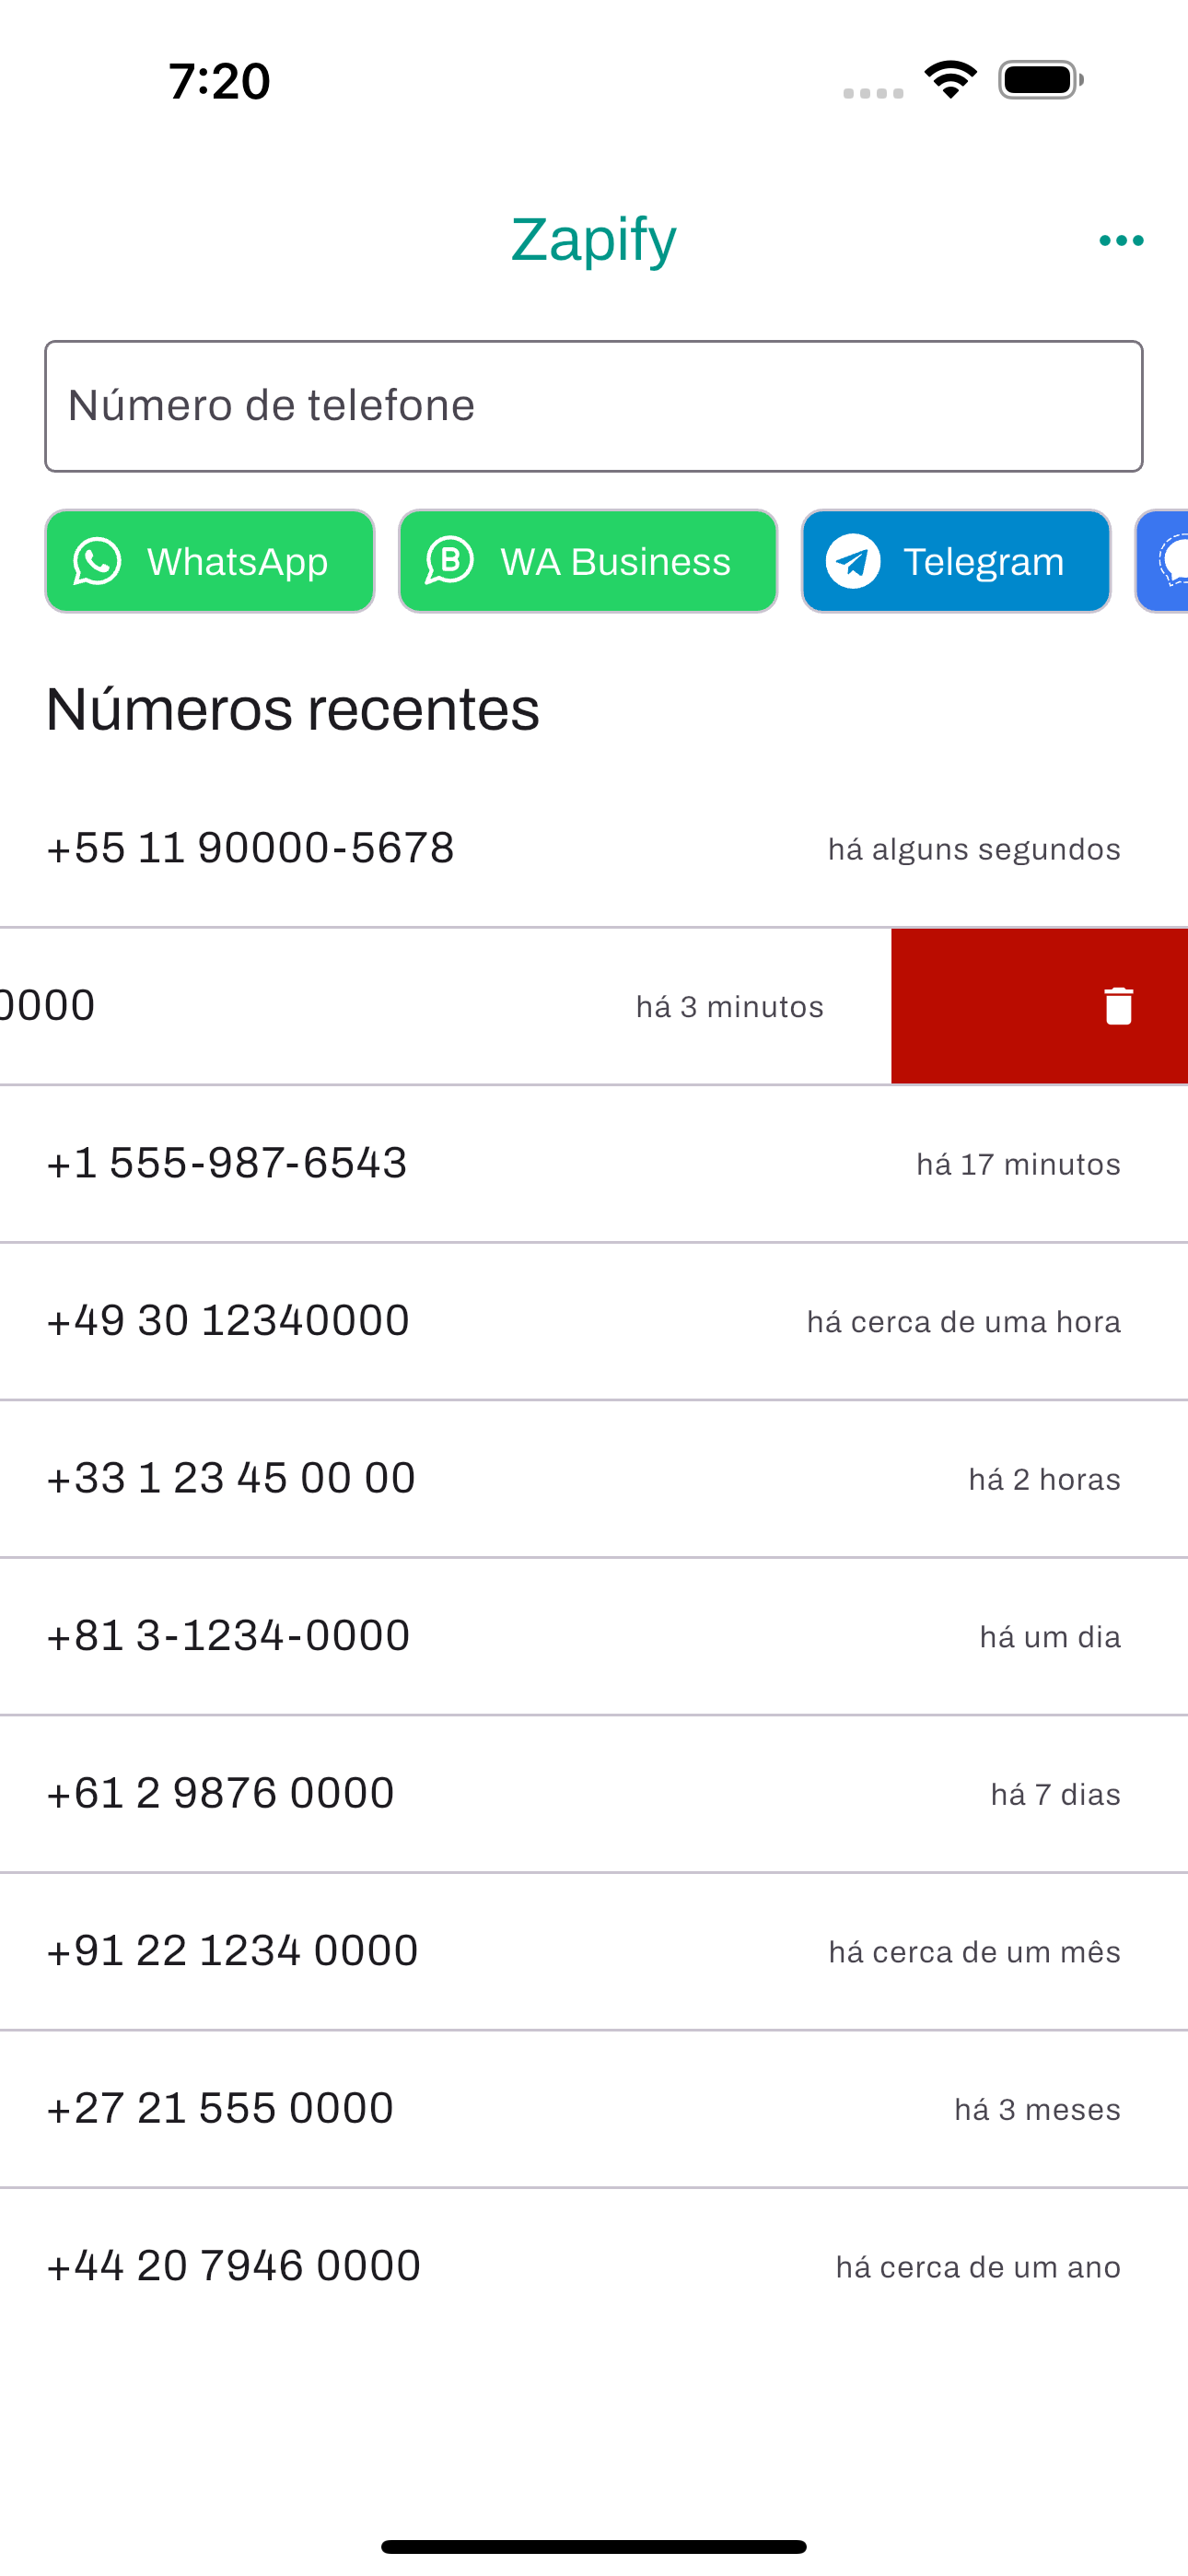 7:20
Zapify
Número de telefone
WhatsApp
WA Business
Telegram
Números recentes
+55 11 90000-5678 há alguns segundos
0000 há 3 minutos
+1 555-987-6543 há 17 minutos
+49 30 12340000 há cerca de uma hora
+33 1 23 45 00 00 há 2 horas
+81 3-1234-0000 há um dia
+61 2 9876 0000 há 7 dias
+91 22 1234 0000 há cerca de um mês
+27 21 555 0000 há 3 meses
+44 20 7946 0000 há cerca de um ano